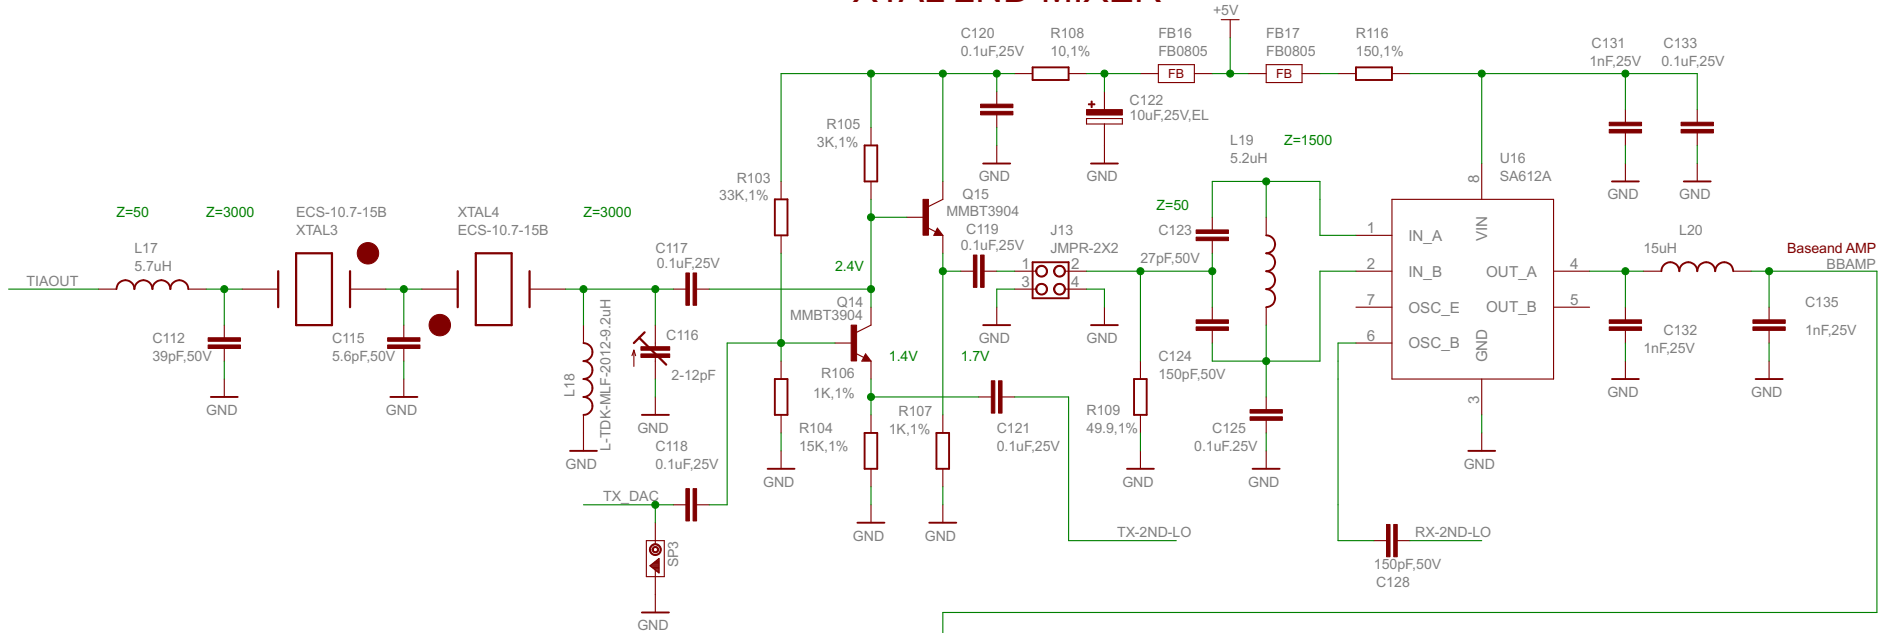 XTAL 2ND MIXER
+5V
C120
0.1uF,25V
R108
10,1%
FB16
FB0805
FB
FB17
FB0805
FB
R116
150,1%
C131
1nF,25V
C133
0.1uF,25V
C122
10uF,25V,EL
+
GND
GND
GND
GND
R105
3K,1%
R103
33K,1%
Q15
MMBT3904
L19
5.2uH
Z=1500
U16
SA612A
Z=50
Z=3000
ECS-10.7-15B
XTAL3
XTAL4
ECS-10.7-15B
Z=3000
L17
5.7uH
TIAOUT
C112
39pF,50V
GND
C115
5.6pF,50V
GND
L18
L-TDK-MLF-2012-9.2uH
GND
C116
2-12pF
GND
C117
0.1uF,25V
2.4V
Q14
MMBT3904
1.4V
1.7V
C119
0.1uF,25V
J13
JMPR-2X2
1
2
3
4
GND
GND
Z=50
C123
27pF,50V
C124
150pF,50V
1
IN_A
2
IN_B
7
OSC_E
6
OSC_B
VIN
8
GND
3
OUT_A
4
OUT_B
5
GND
L20
15uH
Baseand AMP
BBAMP
C132
1nF,25V
GND
C135
1nF,25V
GND
R106
1K,1%
R104
15K,1%
R107
1K,1%
C121
0.1uF,25V
R109
49.9,1%
GND
C125
0.1uF.25V
GND
C118
0.1uF,25V
GND
GND
GND
TX_DAC
SP3
GND
TX-2ND-LO
RX-2ND-LO
150pF,50V
C128